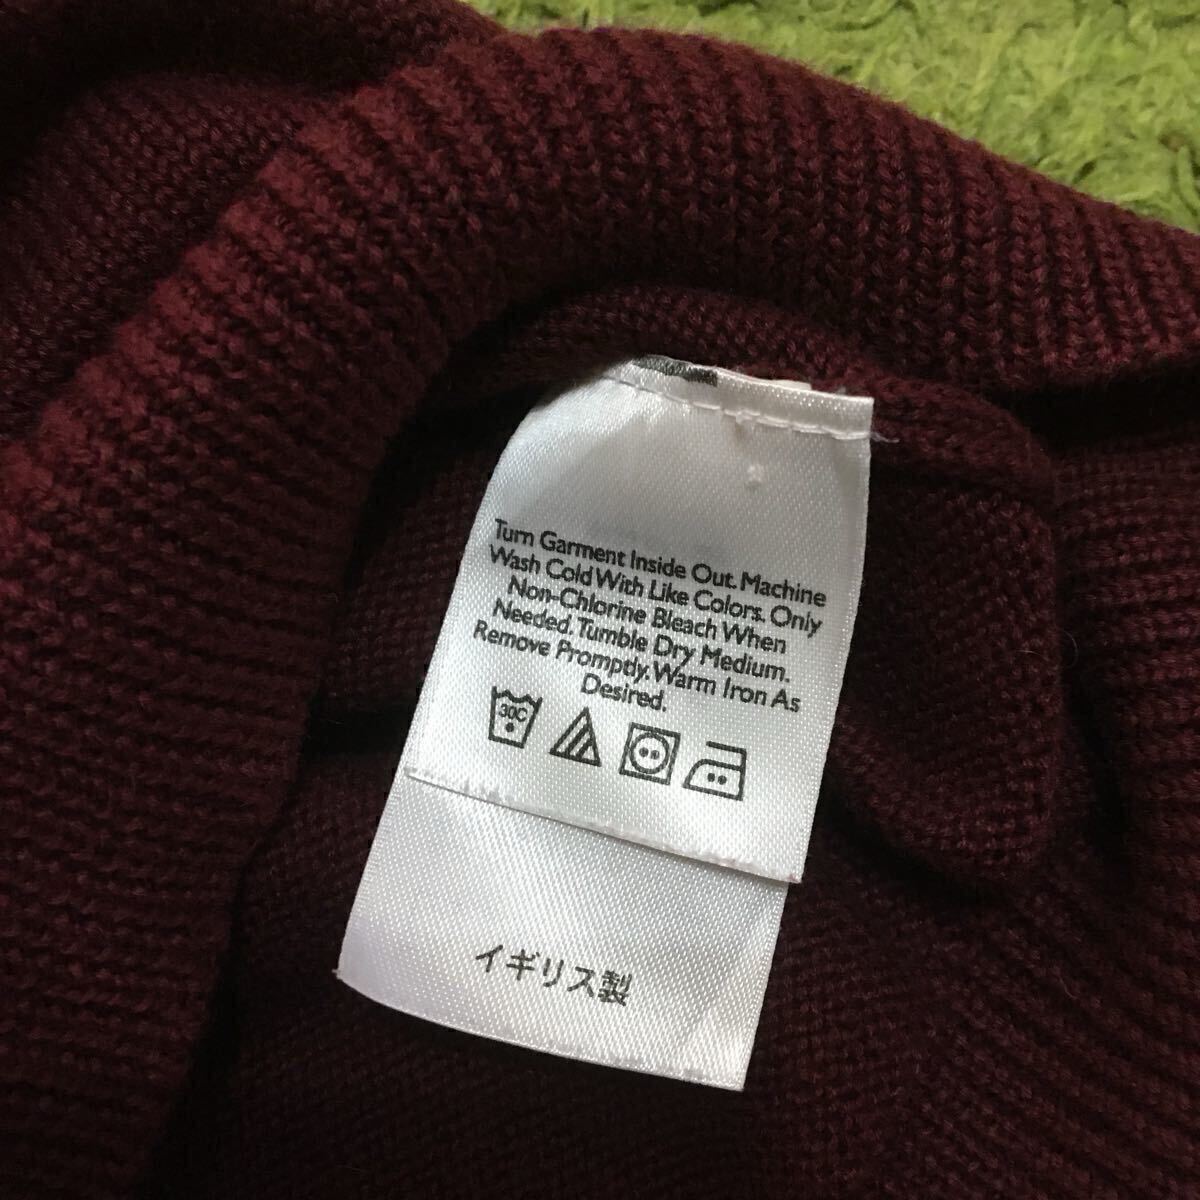 Turn Garment Inside Out. Machine
Wash Cold With Like Colors. Only
Non-Chlorine Bleach When
Needed. Tumble Dry Medium.
Remove Promptly. Warm Iron As
Desired.
30C
イギリス製